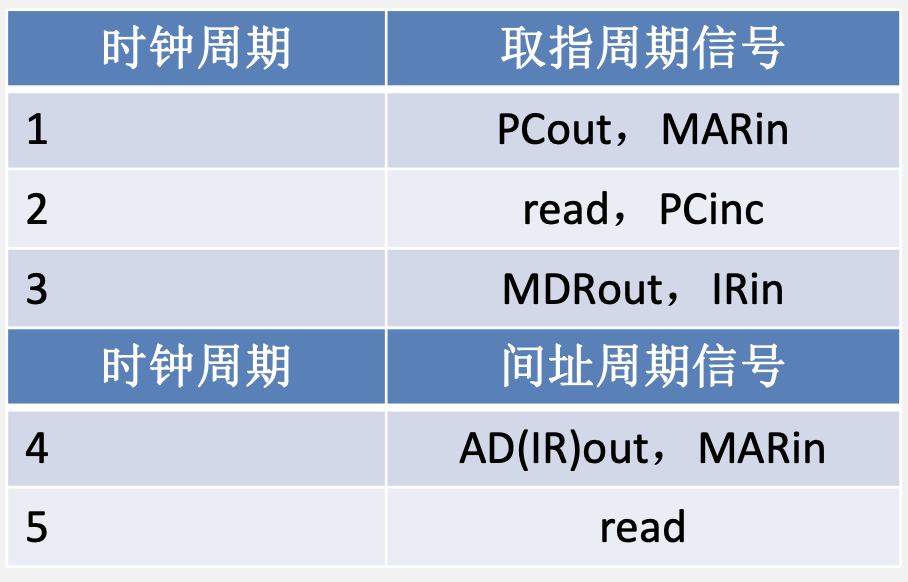 时钟周期 取指周期信号
1 PCout，MARin
2 read，PCinc
3 MDRout，IRin
时钟周期 间址周期信号
4 AD(IR)out，MARin
5 read